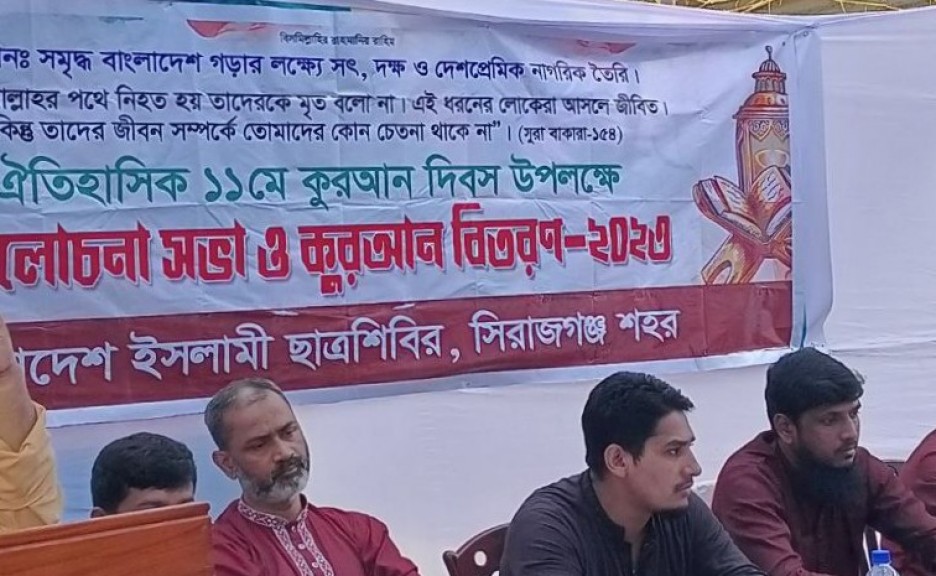 বিসমিল্লাহির রাহমানির রাহিম
নঃ সমৃদ্ধ বাংলাদেশ গড়ার লক্ষ্যে সৎ, দক্ষ ও দেশপ্রেমিক নাগরিক তৈরি।
ল্লাহর পথে নিহত হয় তাদেরকে মৃত বলো না। এই ধরনের লোকেরা আসলে জীবিত।
কিন্তু তাদের জীবন সম্পর্কে তোমাদের কোন চেতনা থাকে না"। (সূরা বাকারা-১৫৪)
ঐতিহাসিক ১১মে কুরআন দিবস উপলক্ষে
লোচনা সভা ও কুরআন বিতরণ-২০২৩
দেশ ইসলামী ছাত্রশিবির, সিরাজগঞ্জ শহর